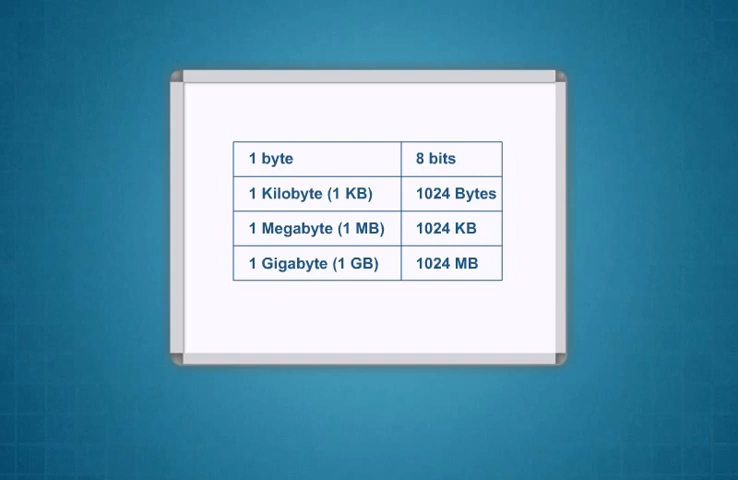 1 byte 8 bits
1 Kilobyte (1 KB) 1024 Bytes
1 Megabyte (1 MB) 1024 KB
1 Gigabyte (1 GB) 1024 MB